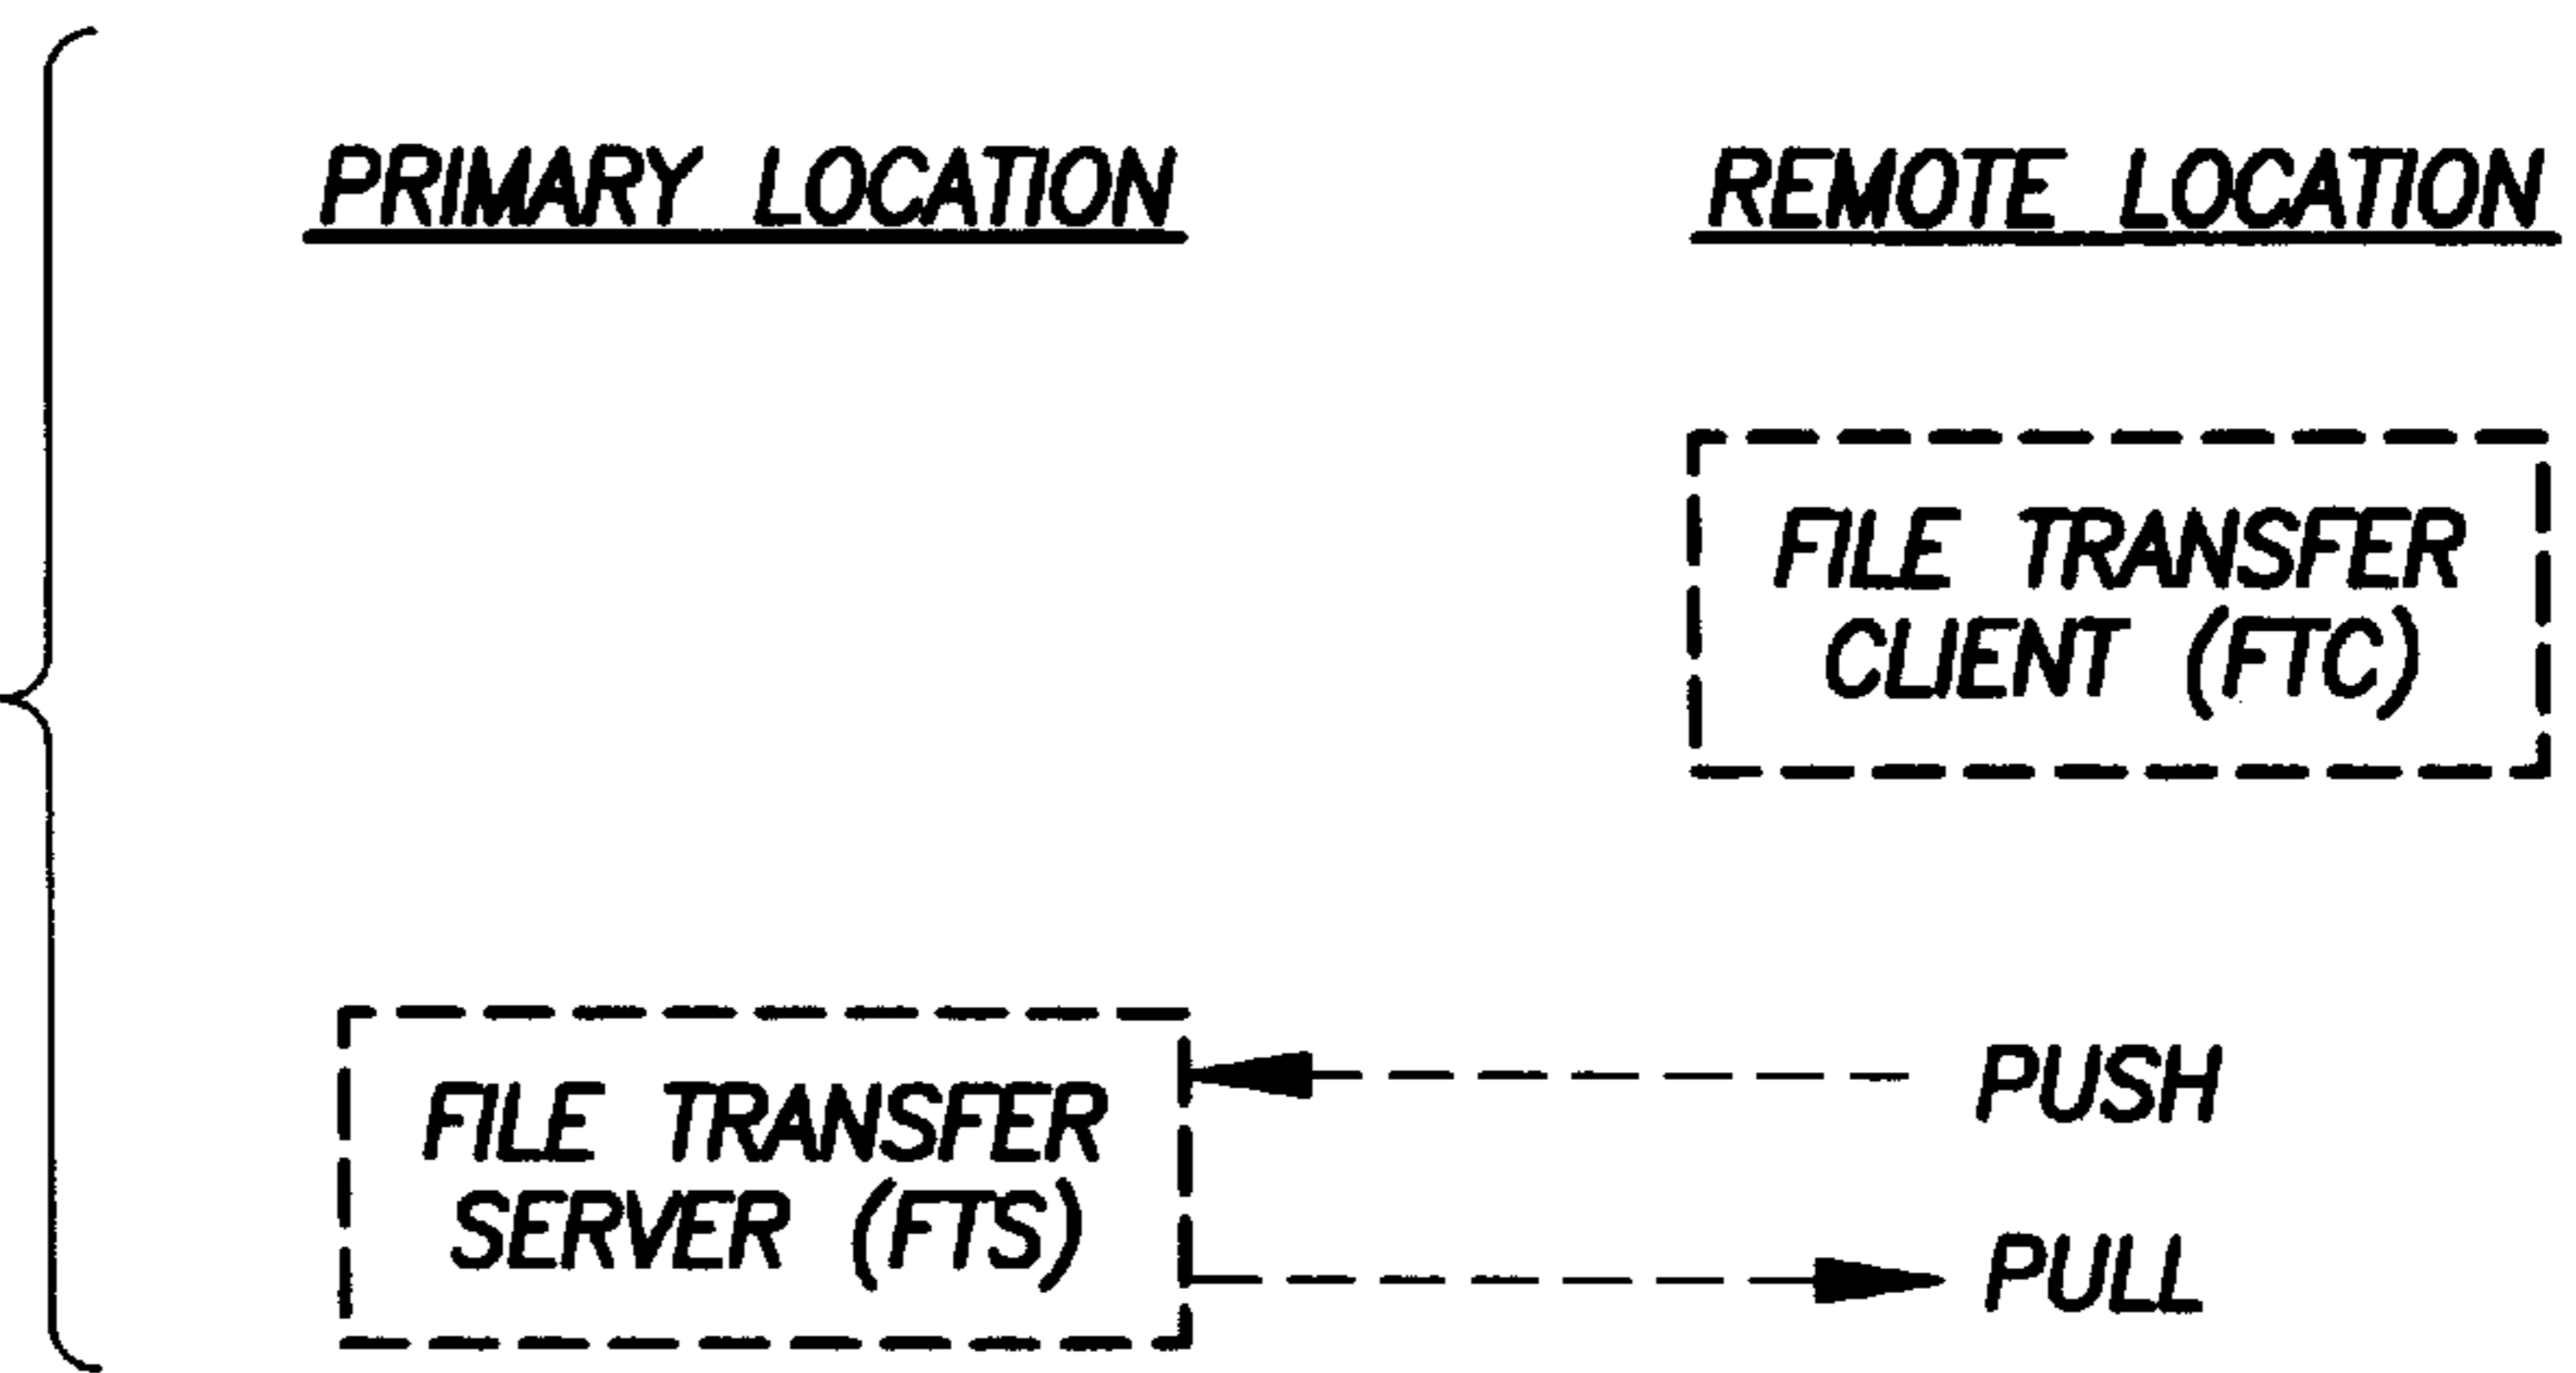 PRIMARY LOCATION
REMOTE LOCATION
FILE TRANSFER
CLIENT (FTC)
FILE TRANSFER
SERVER (FTS)
PUSH
PULL